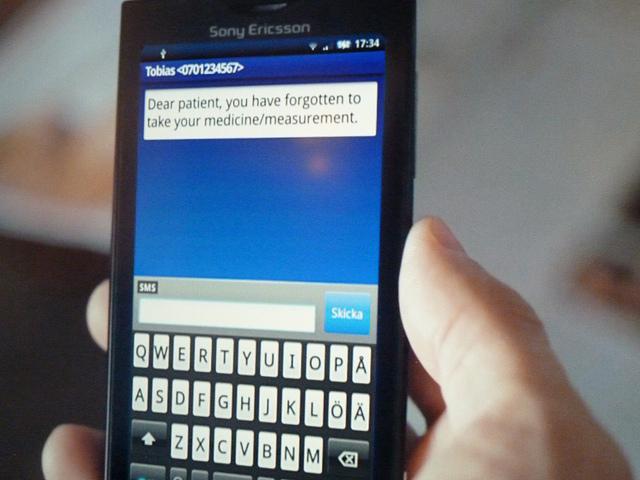 Sony Ericsson
17:34
Tobias <0701234567>
Dear patient, you have forgotten to
take your medicine/measurement.
SMS
Skicka
Q W E R T Y U I O P Å
A S D F G H J K L Ö Ä
Z X C V B N M